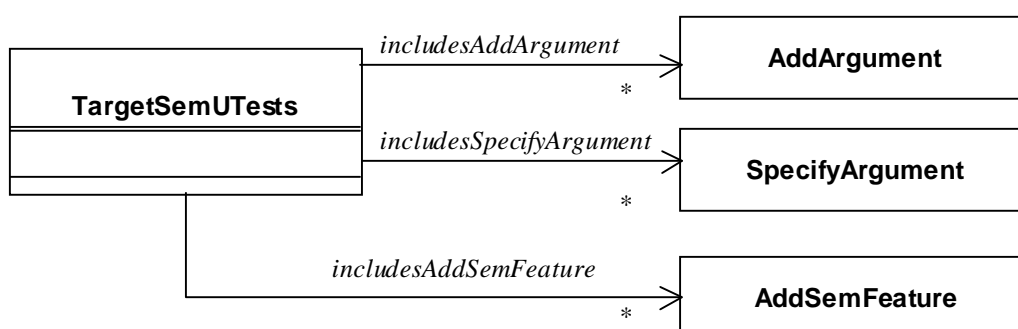 includesAddArgument
AddArgument
*
TargetSemUTests
includesSpecifyArgument
SpecifyArgument
*
includesAddSemFeature
AddSemFeature
*